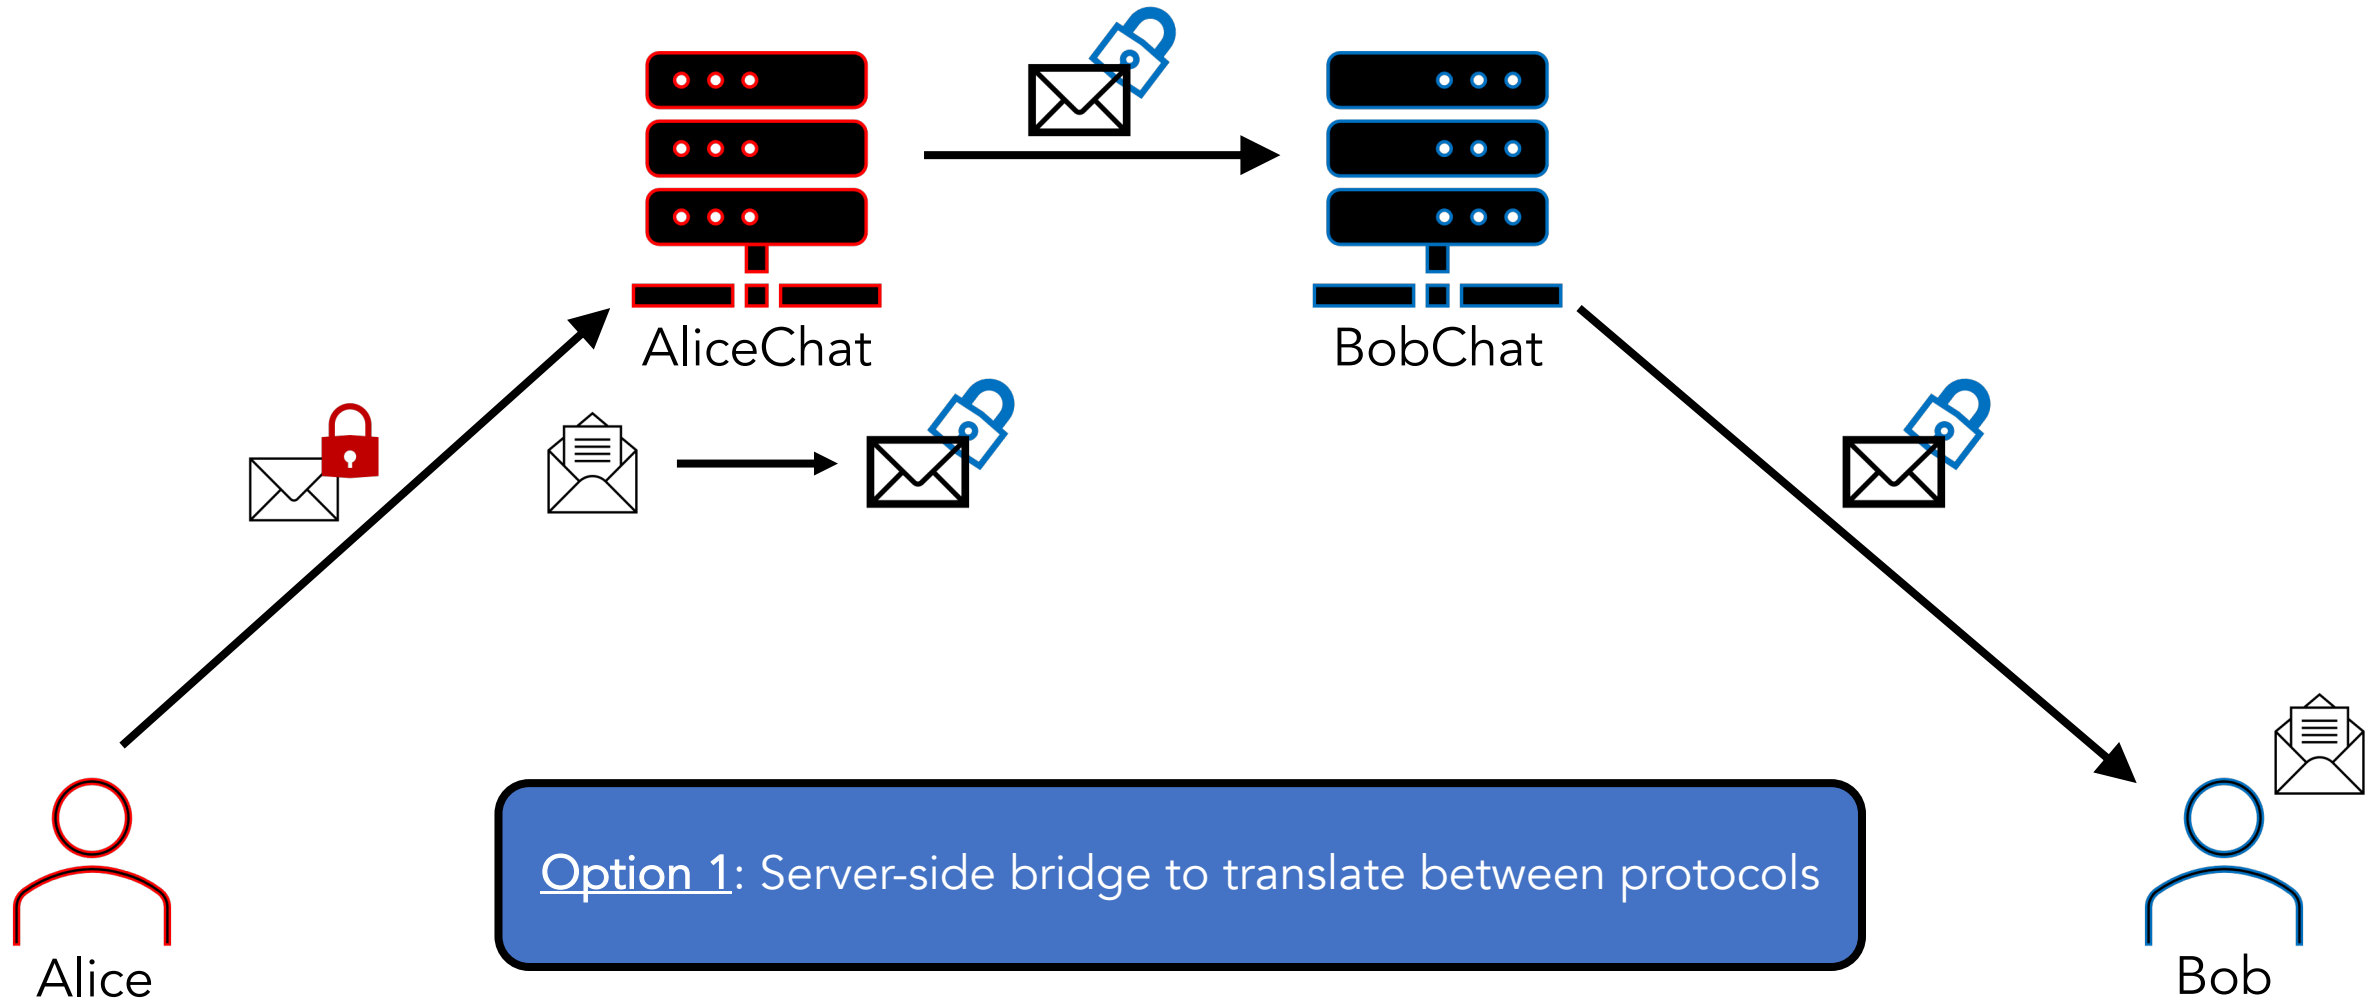 AliceChat
BobChat
Option 1: Server-side bridge to translate between protocols
Alice
Bob